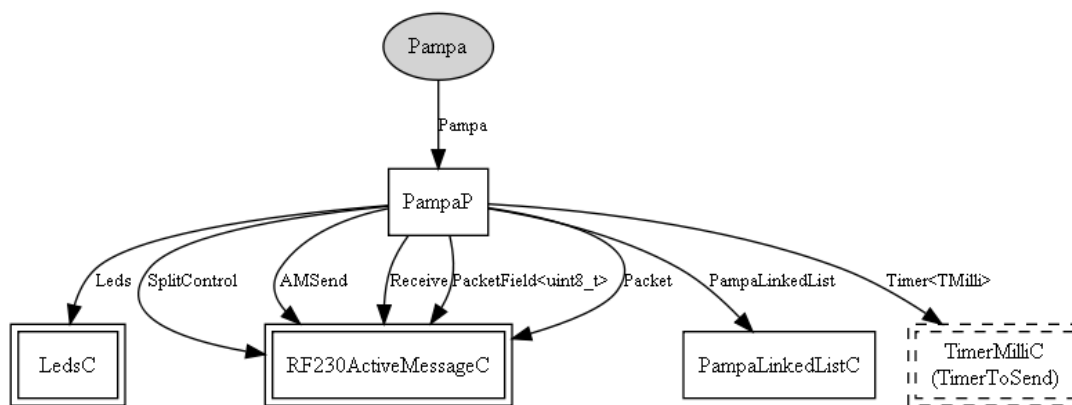 Pampa
Pampa
PampaP
Leds
SplitControl
AMSend
Receive
PacketField<uint8_t>
Packet
PampaLinkedList
Timer<TMilli>
LedsC
RF230ActiveMessageC
PampaLinkedListC
TimerMilliC
(TimerToSend)